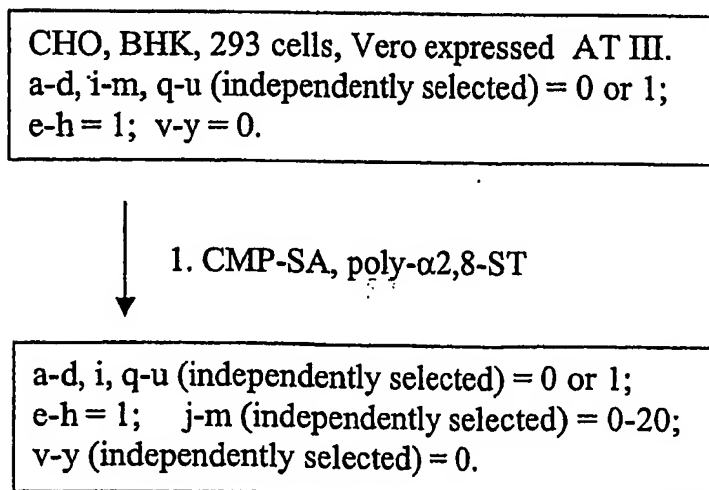 CHO, BHK, 293 cells, Vero expressed AT III.
a-d, i-m, q-u (independently selected) = 0 or 1;
e-h = 1; v-y = 0.
1. CMP-SA, poly-α2,8-ST
a-d, i, q-u (independently selected) = 0 or 1;
e-h = 1; j-m (independently selected) = 0-20;
v-y (independently selected) = 0.